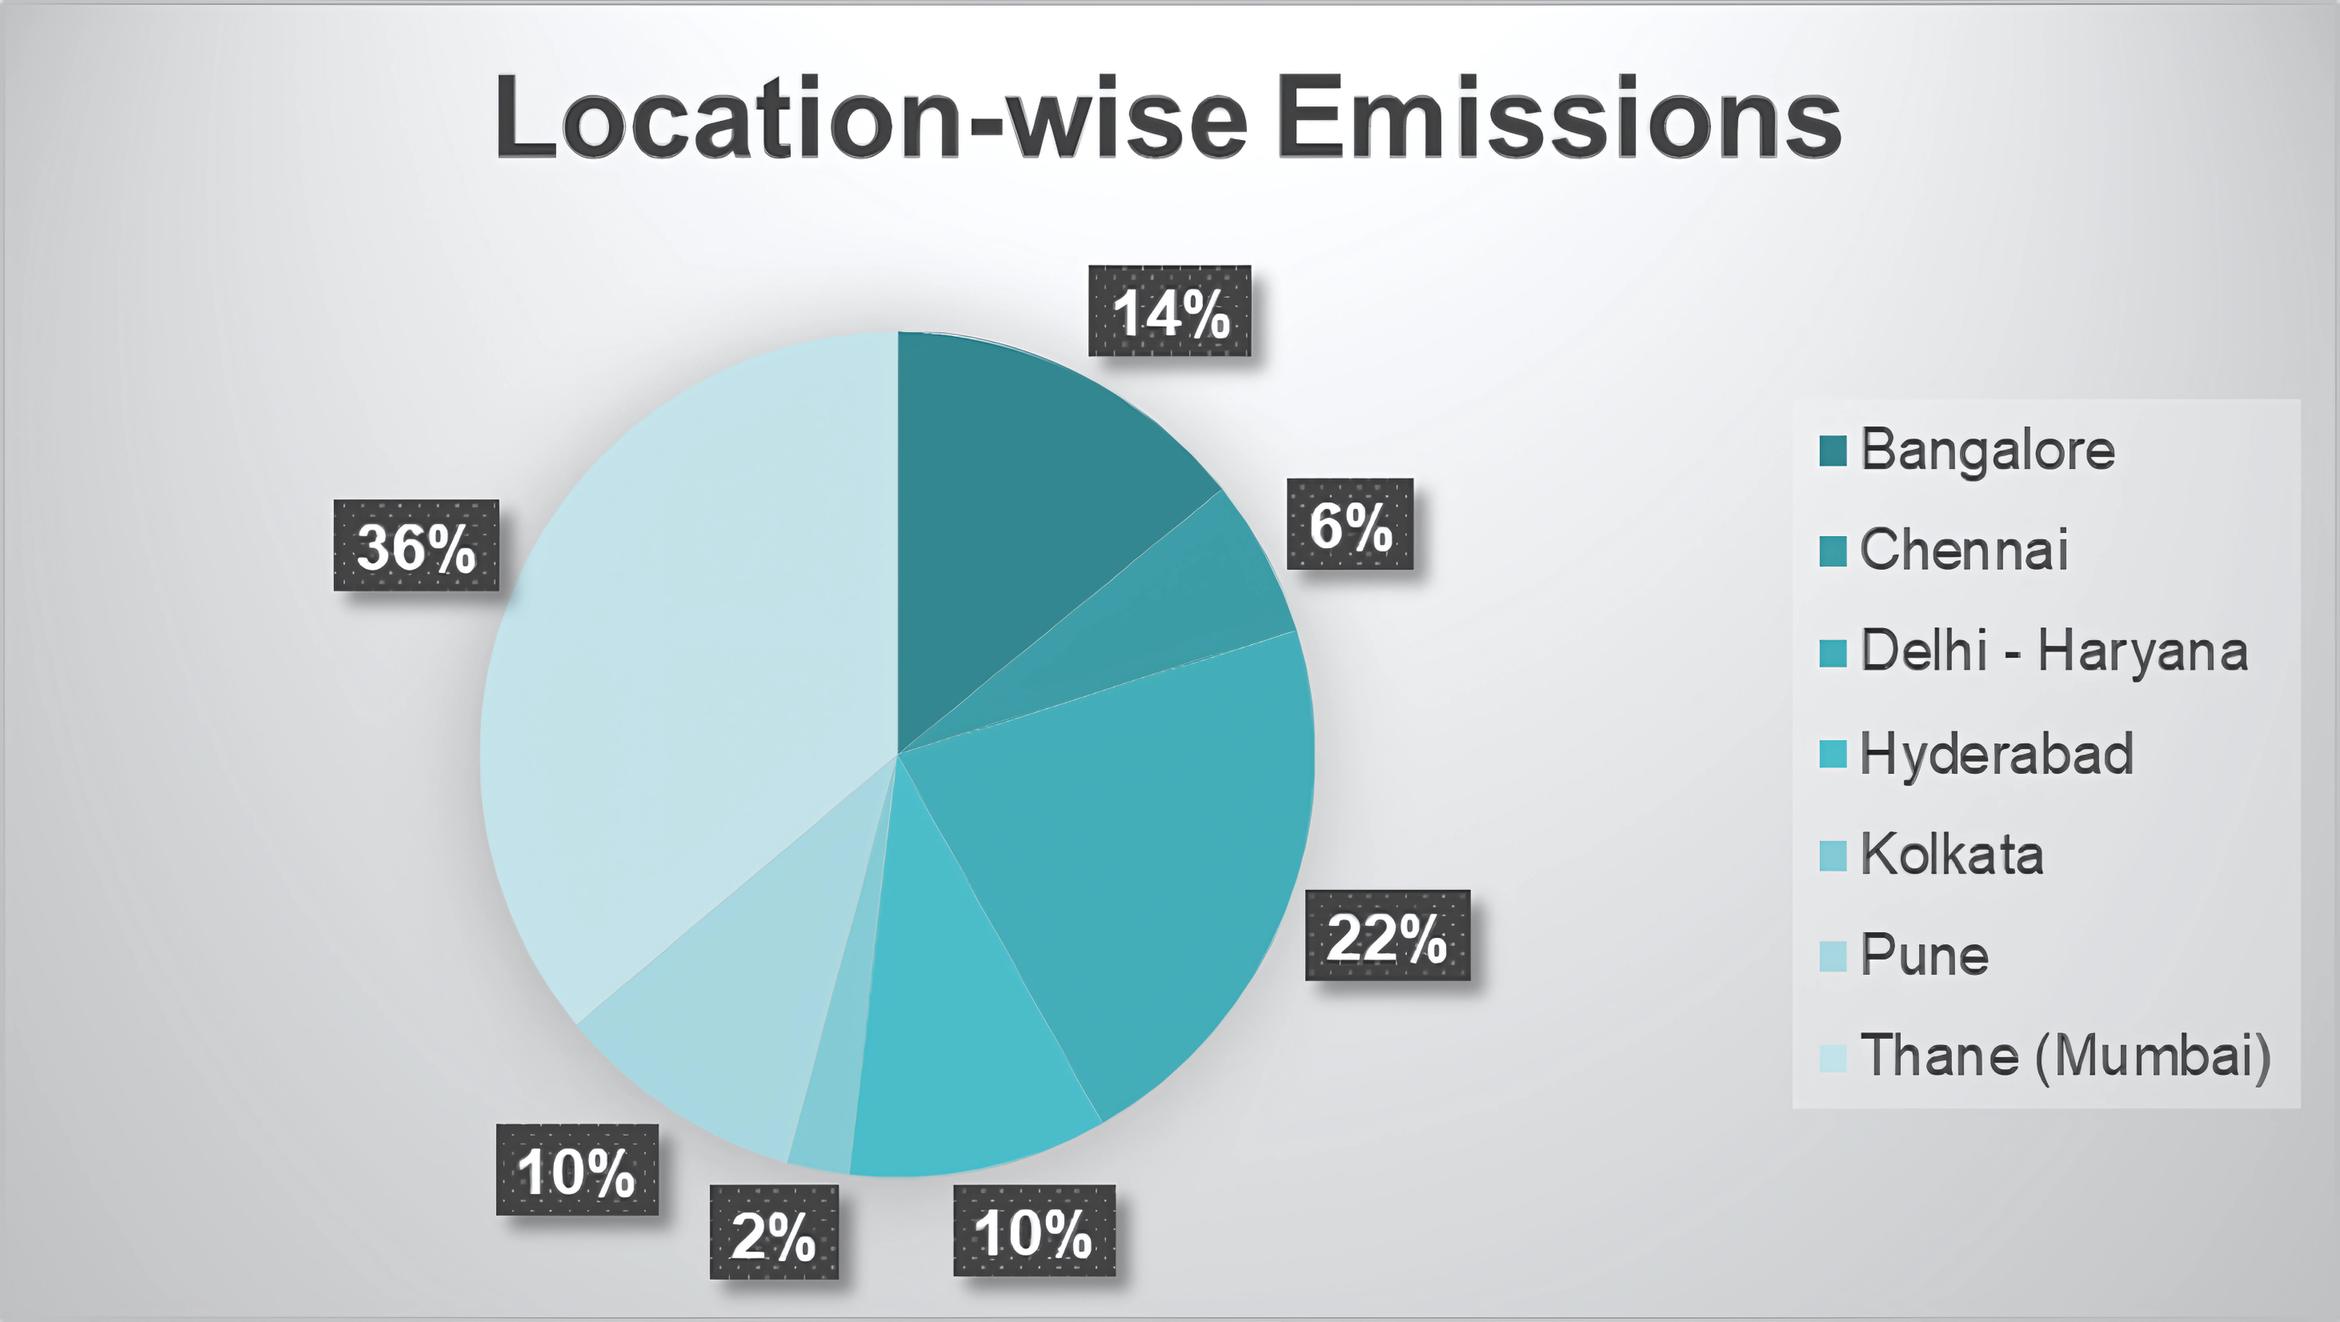 Location-wise Emissions
14%
6%
22%
10%
2%
10%
36%
Bangalore
Chennai
Delhi - Haryana
Hyderabad
Kolkata
Pune
Thane (Mumbai)